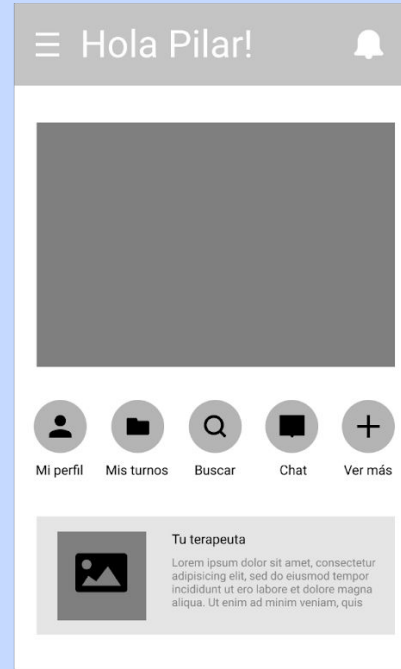 Hola Pilar!
Mi perfil
Mis turnos
Buscar
Chat
Ver más
Tu terapeuta
Lorem ipsum dolor sit amet, consectetur
adipisicing elit, sed do eiusmod tempor
incididunt ut ero labore et dolore magna
aliqua. Ut enim ad minim veniam, quis